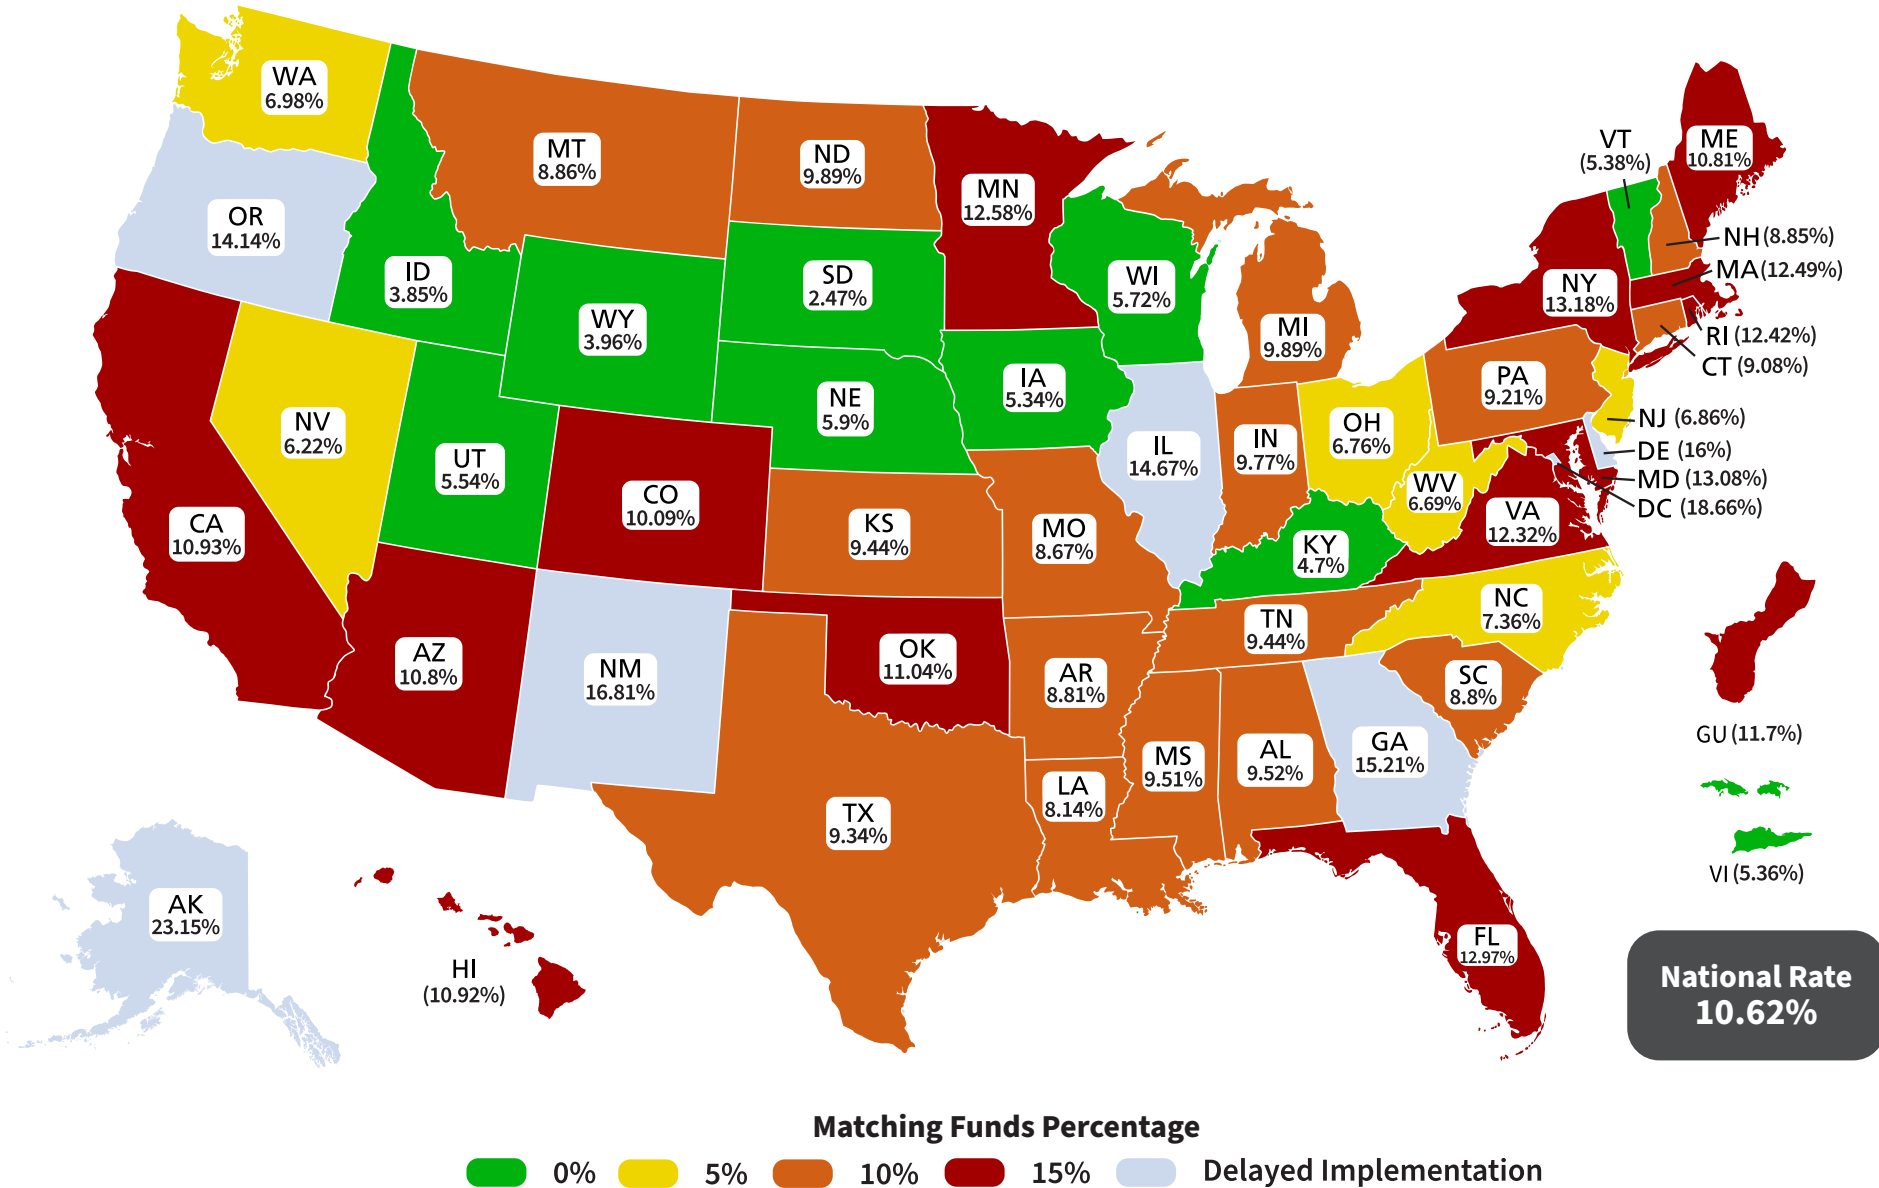 WA
6.98%
OR
14.14%
CA
10.93%
NV
6.22%
ID
3.85%
MT
8.86%
WY
3.96%
UT
5.54%
AZ
10.8%
CO
10.09%
NM
16.81%
ND
9.89%
SD
2.47%
NE
5.9%
KS
9.44%
OK
11.04%
TX
9.34%
MN
12.58%
IA
5.34%
MO
8.67%
AR
8.81%
LA
8.14%
WI
5.72%
IL
14.67%
MI
9.89%
IN
9.77%
OH
6.76%
KY
4.7%
TN
9.44%
MS
9.51%
AL
9.52%
GA
15.21%
FL
12.97%
SC
8.8%
NC
7.36%
VA
12.32%
WV
6.69%
PA
9.21%
NY
13.18%
VT
(5.38%)
ME
10.81%
NH (8.85%)
MA (12.49%)
RI (12.42%)
CT (9.08%)
NJ (6.86%)
DE (16%)
MD (13.08%)
DC (18.66%)
AK
23.15%
HI
(10.92%)
GU (11.7%)
VI (5.36%)
National Rate
10.62%
Matching Funds Percentage
0% 5% 10% 15% Delayed Implementation